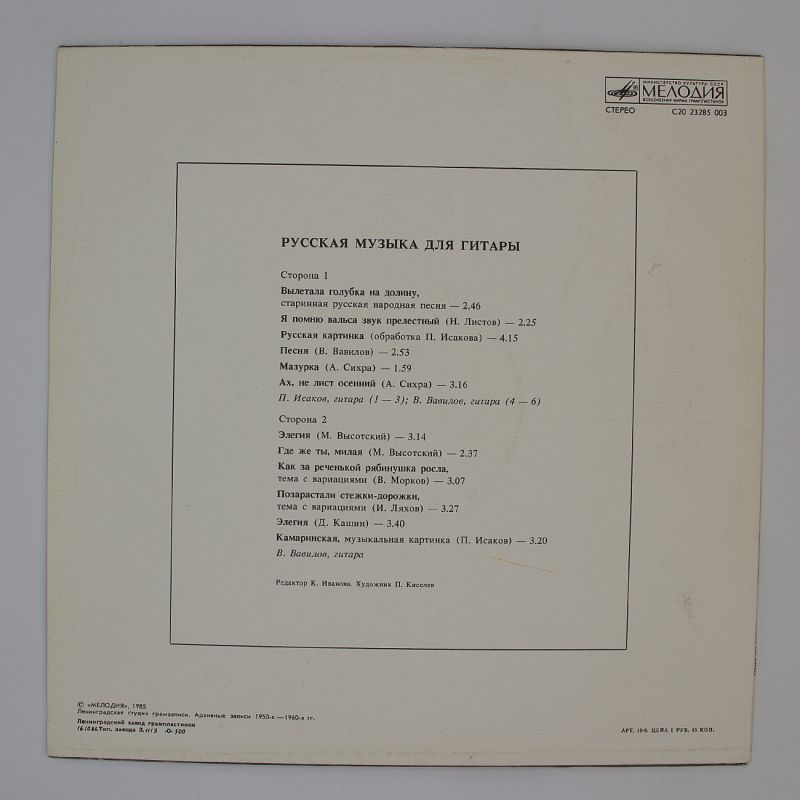 МИНИСТЕРСТВО КУЛЬТУРЫ СССР
МЕЛОДИЯ
ВСЕСОЮЗНАЯ ФИРМА ГРАМПЛАСТИНОК
СТЕРЕО С20 23285 003
РУССКАЯ МУЗЫКА ДЛЯ ГИТАРЫ
Сторона 1
Вылетала голубка на долину,
старинная русская народная песня — 2.46
Я помню вальса звук прелестный (Н. Листов) — 2.25
Русская картинка (обработка П. Исакова) — 4.15
Песня (В. Вавилов) — 2.53
Мазурка (А. Сихра) — 1.59
Ах, не лист осенний (А. Сихра) — 3.16
П. Исаков, гитара (1 — 3); В. Вавилов, гитара (4 — 6)
Сторона 2
Элегия (М. Высотский) — 3.14
Где же ты, милая (М. Высотский) — 2.37
Как за реченькой рябинушка росла,
тема с вариациями (В. Морков) — 3.07
Позарастали стежки-дорожки,
тема с вариациями (И. Ляхов) — 3.27
Элегия (Д. Кашин) — 3.40
Камаринская, музыкальная картинка (П. Исаков) — 3.20
В. Вавилов, гитара
Редактор К. Иванова. Художник П. Киселев
© «МЕЛОДИЯ», 1985
Ленинградская студия грамзаписи. Архивные записи 1950-х — 1960-х гг.
Ленинградский завод грампластинок
Тип. завода З. 500
АРТ. 10-9. ЦЕНА 1 РУБ. 45 КОП.